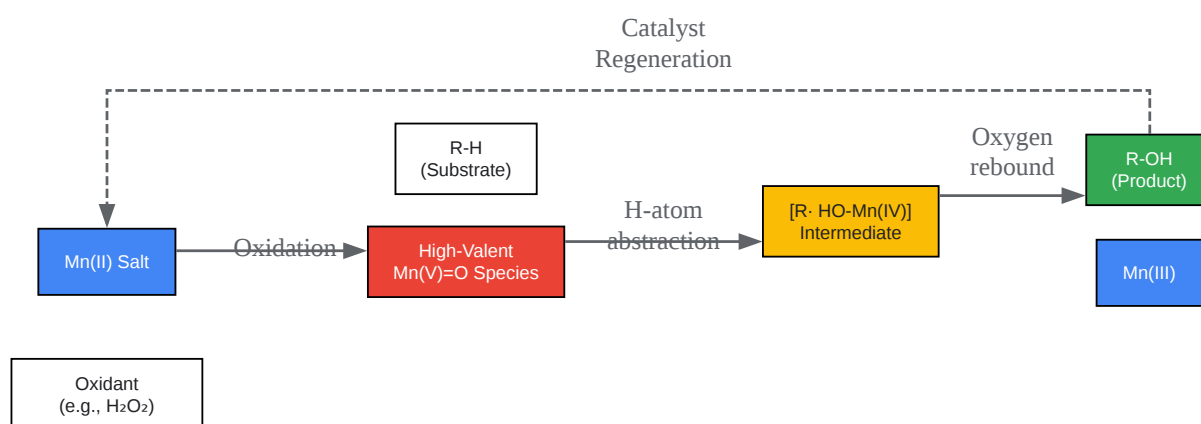 Catalyst
Regeneration
R-H
(Substrate)
Oxygen
rebound
R-OH
(Product)
H-atom
abstraction
[R· HO-Mn(IV)]
Intermediate
Mn(II) Salt
Oxidation
High-Valent
Mn(V)=O Species
Mn(III)
Oxidant
(e.g., H₂O₂)